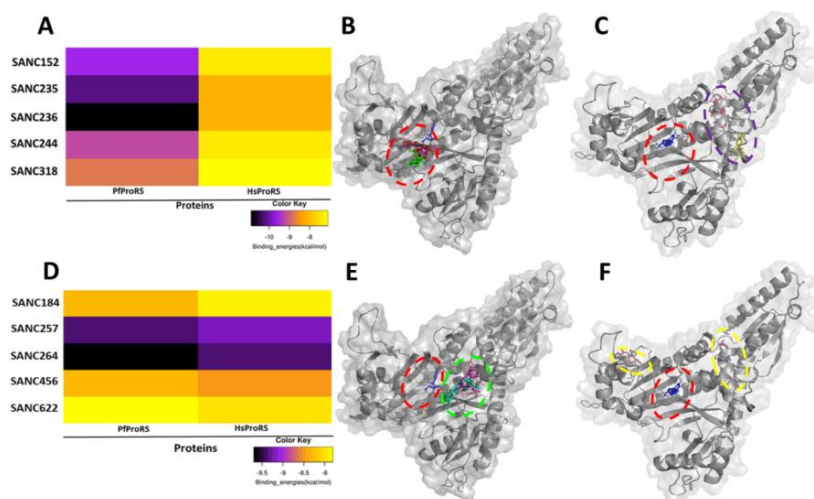 A
B
C
SANC152
SANC235
SANC236
SANC244
SANC318
PfProRS HsProRS
Proteins
Color Key
-10 -9 -8
Binding_energies(kcal/mol)
D
E
F
SANC184
SANC257
SANC264
SANC456
SANC622
PfProRS HsProRS
Proteins
Color Key
-9.5 -9 -8.5 -8
Binding_energies(kcal/mol)